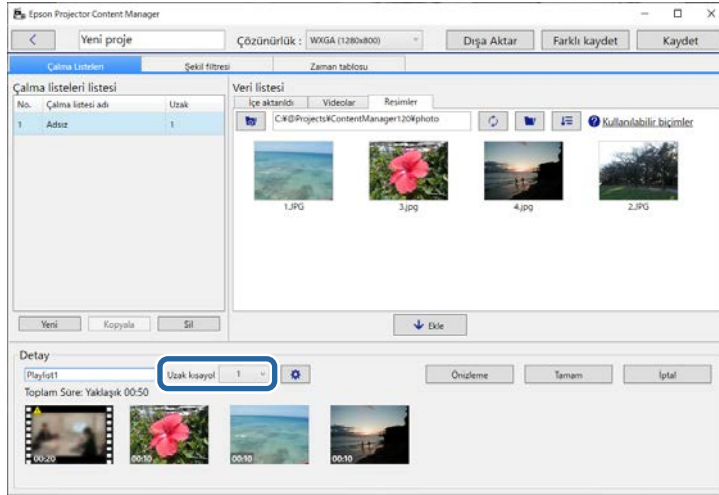 Epson Projector Content Manager
Yeni proje
Çözünürlük : WXGA (1280x800)
Dışa Aktar
Farklı kaydet
Kaydet
Çalma Listeleri
Şekil filtresi
Zaman tablosu
Çalma listeleri listesi
No. Çalma listesi adı Uzak
1 Adsız 1
Yeni
Kopyala
Sil
Veri listesi
İçe aktarıldı Videolar Resimler
C:¥@Projects¥ContentManager120¥photo
Kullanılabilir biçimler
1.JPG 3.jpg 4.jpg 2.JPG
Ekle
Detay
Playlist1
Uzak kısayol 1
Önizleme
Tamam
İptal
Toplam Süre: Yaklaşık 00:50
00:20 00:10 00:10 00:10